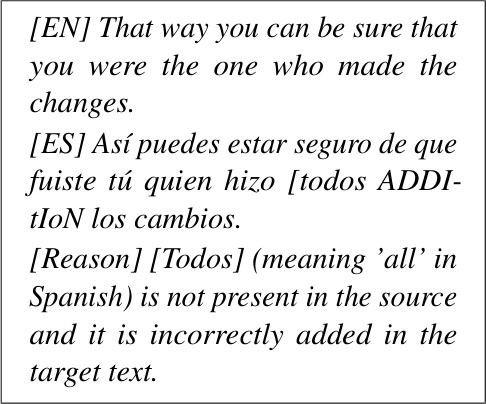 [EN] That way you can be sure that
you were the one who made the
changes.
[ES] Así puedes estar seguro de que
fuiste tú quien hizo [todos ADDI-
tIoN los cambios.
[Reason] [Todos] (meaning ’all’ in
Spanish) is not present in the source
and it is incorrectly added in the
target text.